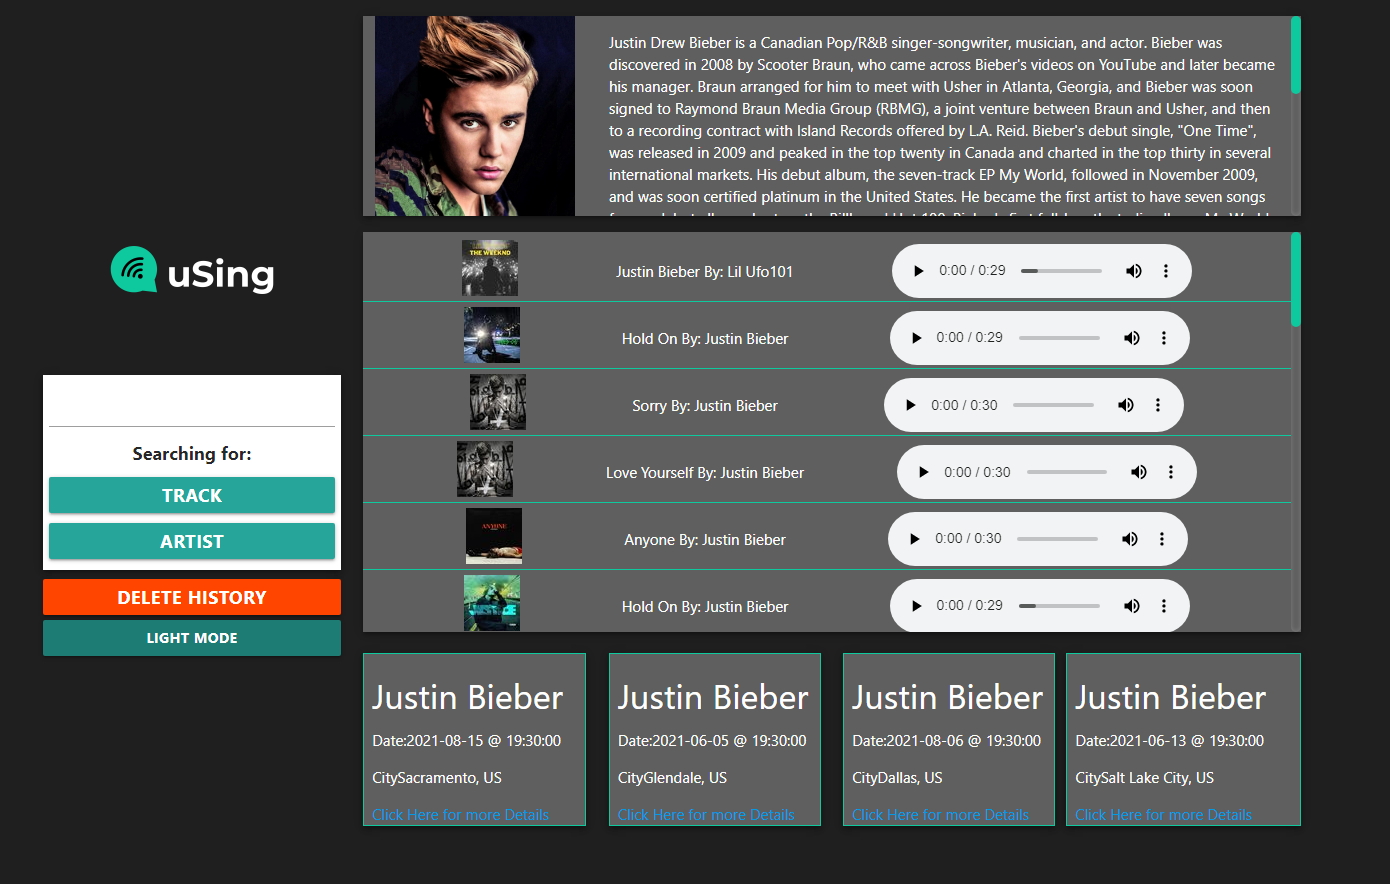 Justin Drew Bieber is a Canadian Pop/R&B singer-songwriter, musician, and actor. Bieber was
discovered in 2008 by Scooter Braun, who came across Bieber's videos on YouTube and later became
his manager. Braun arranged for him to meet with Usher in Atlanta, Georgia, and Bieber was soon
signed to Raymond Braun Media Group (RBMG), a joint venture between Braun and Usher, and then
to a recording contract with Island Records offered by L.A. Reid. Bieber's debut single, "One Time",
was released in 2009 and peaked in the top twenty in Canada and charted in the top thirty in several
international markets. His debut album, the seven-track EP My World, followed in November 2009,
and was soon certified platinum in the United States. He became the first artist to have seven songs
uSing
Searching for:
TRACK
ARTIST
DELETE HISTORY
LIGHT MODE
THE WEEKND
Justin Bieber By: Lil Ufo101
0:00 / 0:29
Hold On By: Justin Bieber
0:00 / 0:29
Sorry By: Justin Bieber
0:00 / 0:30
Love Yourself By: Justin Bieber
0:00 / 0:30
ANYONE
Anyone By: Justin Bieber
0:00 / 0:30
JUSTICE
Hold On By: Justin Bieber
0:00 / 0:29
Justin Bieber
Date:2021-08-15 @ 19:30:00
CitySacramento, US
Click Here for more Details
Justin Bieber
Date:2021-06-05 @ 19:30:00
CityGlendale, US
Click Here for more Details
Justin Bieber
Date:2021-08-06 @ 19:30:00
CityDallas, US
Click Here for more Details
Justin Bieber
Date:2021-06-13 @ 19:30:00
CitySalt Lake City, US
Click Here for more Details